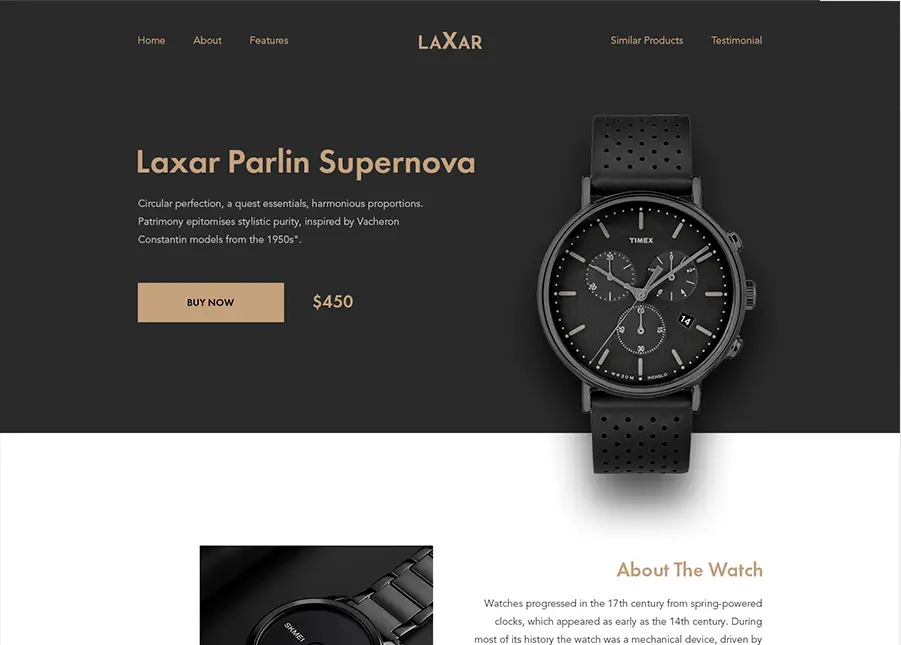 Home About Features LAXAR Similar Products Testimonial
Laxar Parlin Supernova
Circular perfection, a quest essentials, harmonious proportions.
Patrimony epitomises stylistic purity, inspired by Vacheron
Constantin models from the 1950s".
BUY NOW $450
TIMEX
14
30
INDIGLO
About The Watch
Watches progressed in the 17th century from spring-powered
clocks, which appeared as early as the 14th century. During
most of its history the watch was a mechanical device, driven by
SKMEI